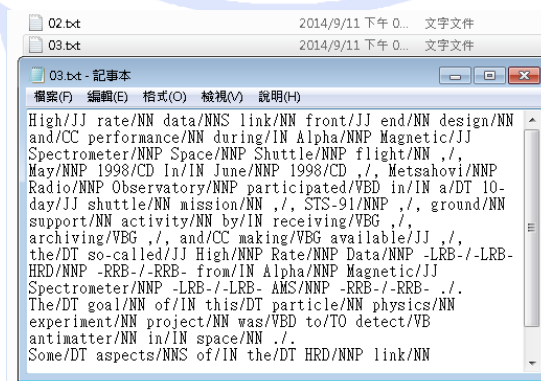 02.txt 2014/9/11 下午 0... 文字文件
03.txt 2014/9/11 下午 0... 文字文件
03.txt - 記事本
檔案(F) 編輯(E) 格式(O) 檢視(V) 說明(H)
High/JJ rate/NN data/NNS link/NN front/JJ end/NN design/NN
and/CC performance/NN during/IN Alpha/NNP Magnetic/JJ
Spectrometer/NNP Space/NNP Shuttle/NNP flight/NN ,/,
May/NNP 1998/CD In/IN June/NNP 1998/CD ,/, Metsahovi/NNP
Radio/NNP Observatory/NNP participated/VBD in/IN a/DT 10-
day/JJ shuttle/NN mission/NN ,/, STS-91/NNP ,/, ground/NN
support/NN activity/NN by/IN receiving/VBG ,/,
archiving/VBG ,/, and/CC making/VBG available/JJ ,/,
the/DT so-called/JJ High/NNP Rate/NNP Data/NNP -LRB-/-LRB-
HRD/NNP -RRB-/-RRB- from/IN Alpha/NNP Magnetic/JJ
Spectrometer/NNP -LRB-/-LRB- AMS/NNP -RRB-/-RRB- ./.
The/DT goal/NN of/IN this/DT particle/NN physics/NN
experiment/NN project/NN was/VBD to/TO detect/VB
antimatter/NN in/IN space/NN ./.
Some/DT aspects/NNS of/IN the/DT HRD/NNP link/NN